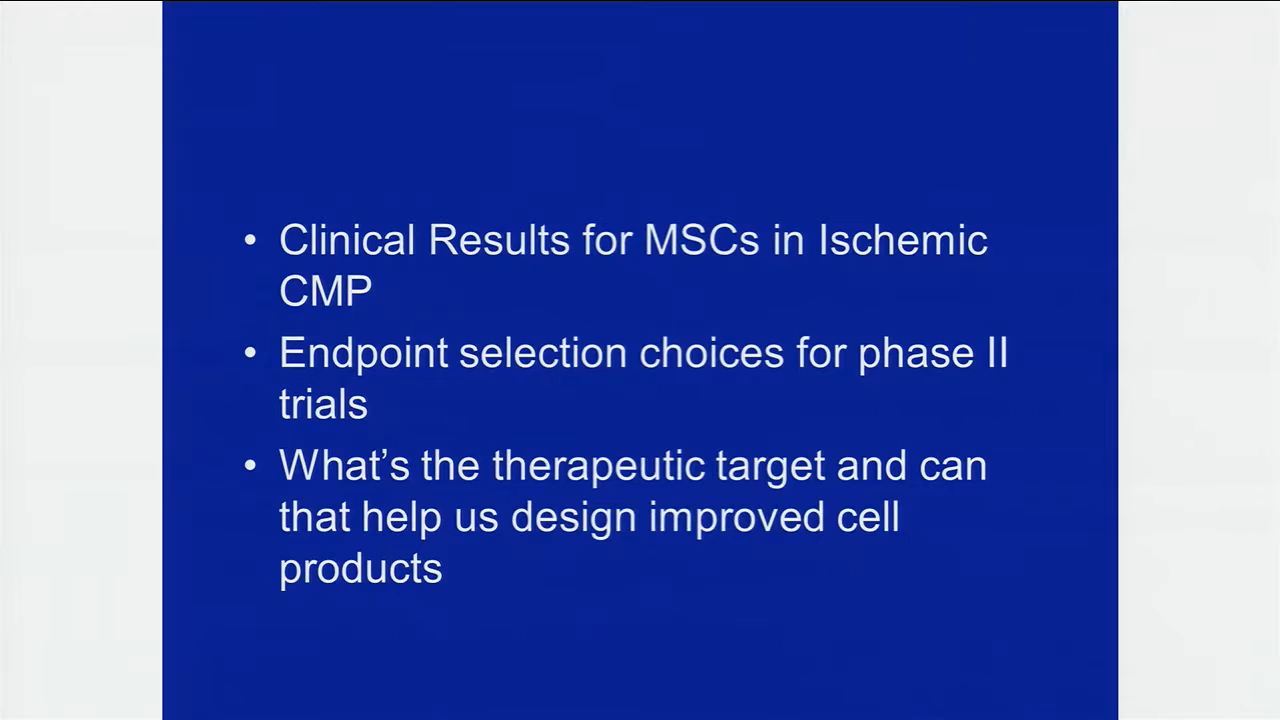 • Clinical Results for MSCs in Ischemic
CMP
• Endpoint selection choices for phase II
trials
• What’s the therapeutic target and can
that help us design improved cell
products